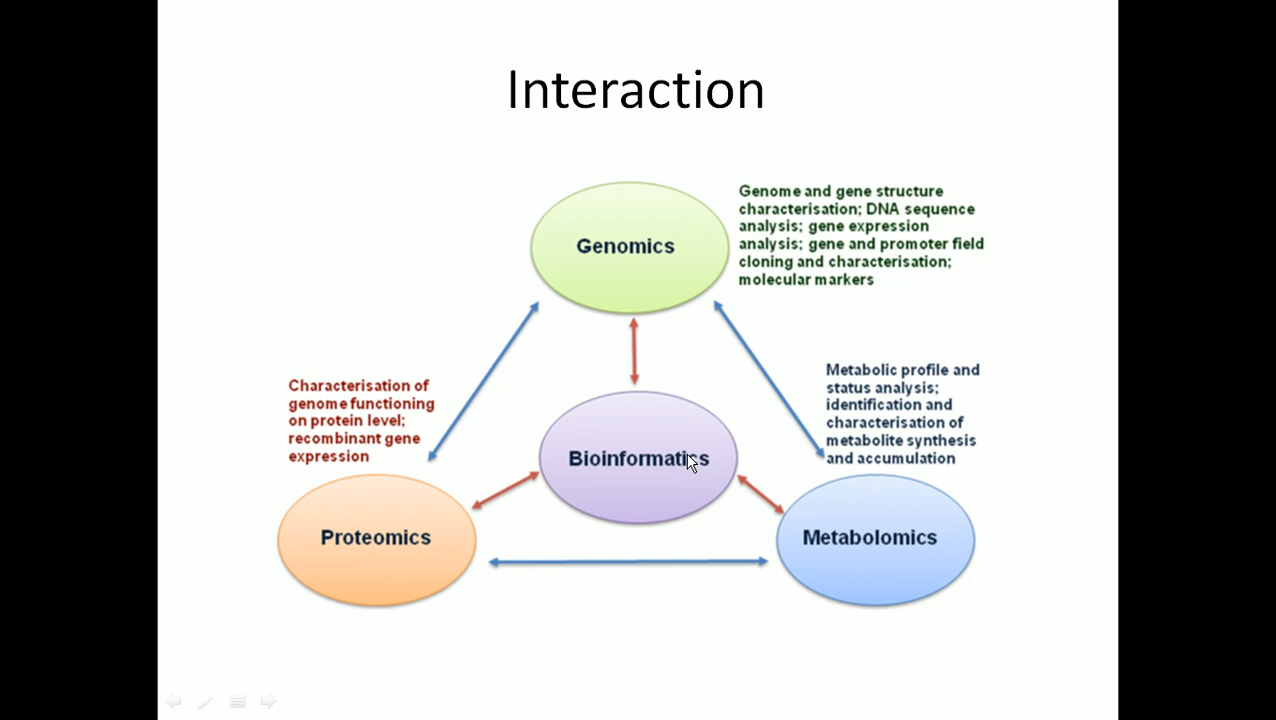 Interaction
Genomics
Genome and gene structure
characterisation; DNA sequence
analysis; gene expression
analysis; gene and promoter field
cloning and characterisation;
molecular markers
Characterisation of
genome functioning
on protein level;
recombinant gene
expression
Metabolic profile and
status analysis;
identification and
characterisation of
metabolite synthesis
and accumulation
Bioinformatics
Proteomics
Metabolomics